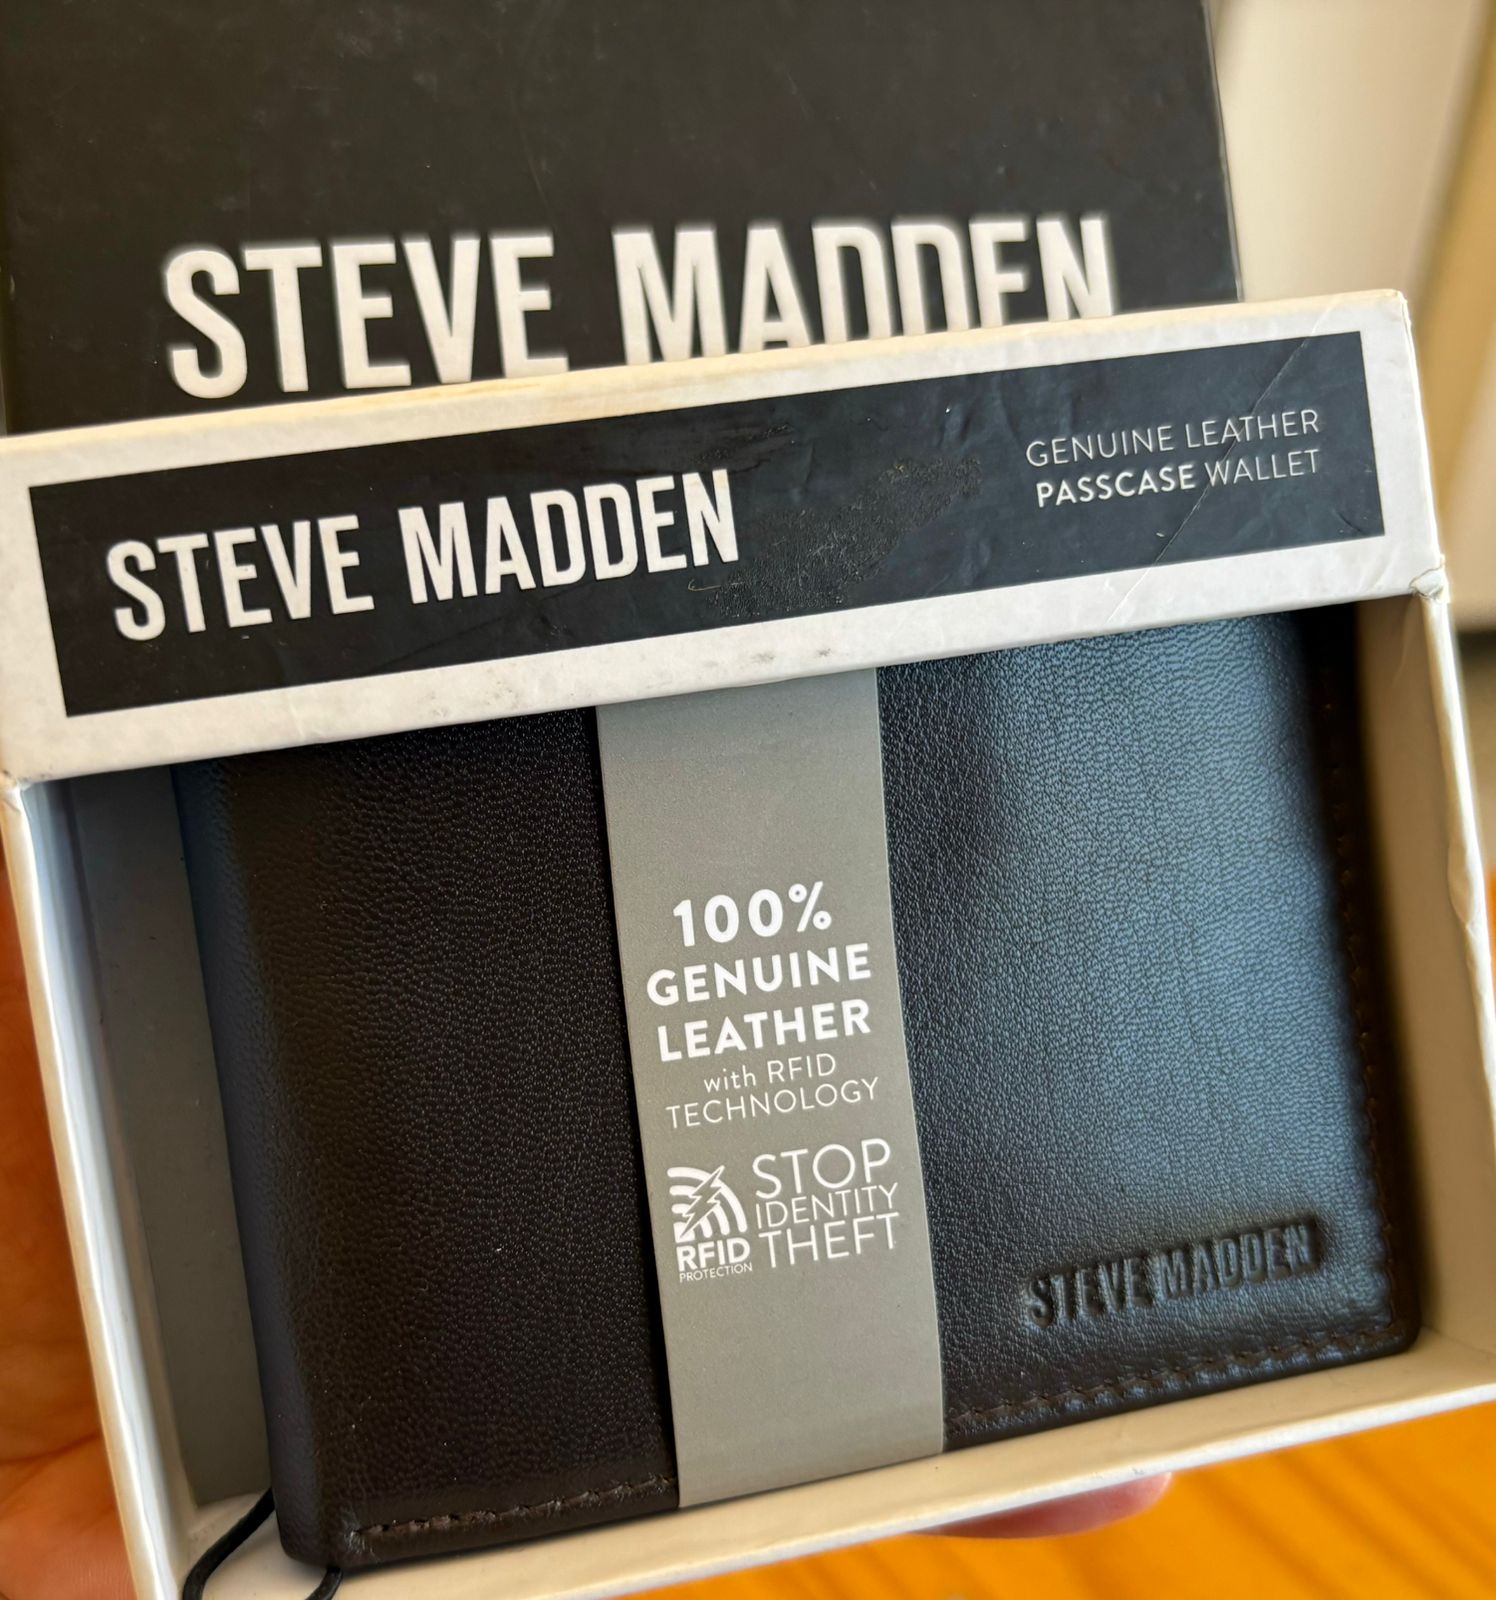 STEVE MADDEN
STEVE MADDEN
GENUINE LEATHER
PASSCASE WALLET
100%
GENUINE
LEATHER
with RFID
TECHNOLOGY
RFID
PROTECTION
STOP
IDENTITY
THEFT
STEVE MADDEN